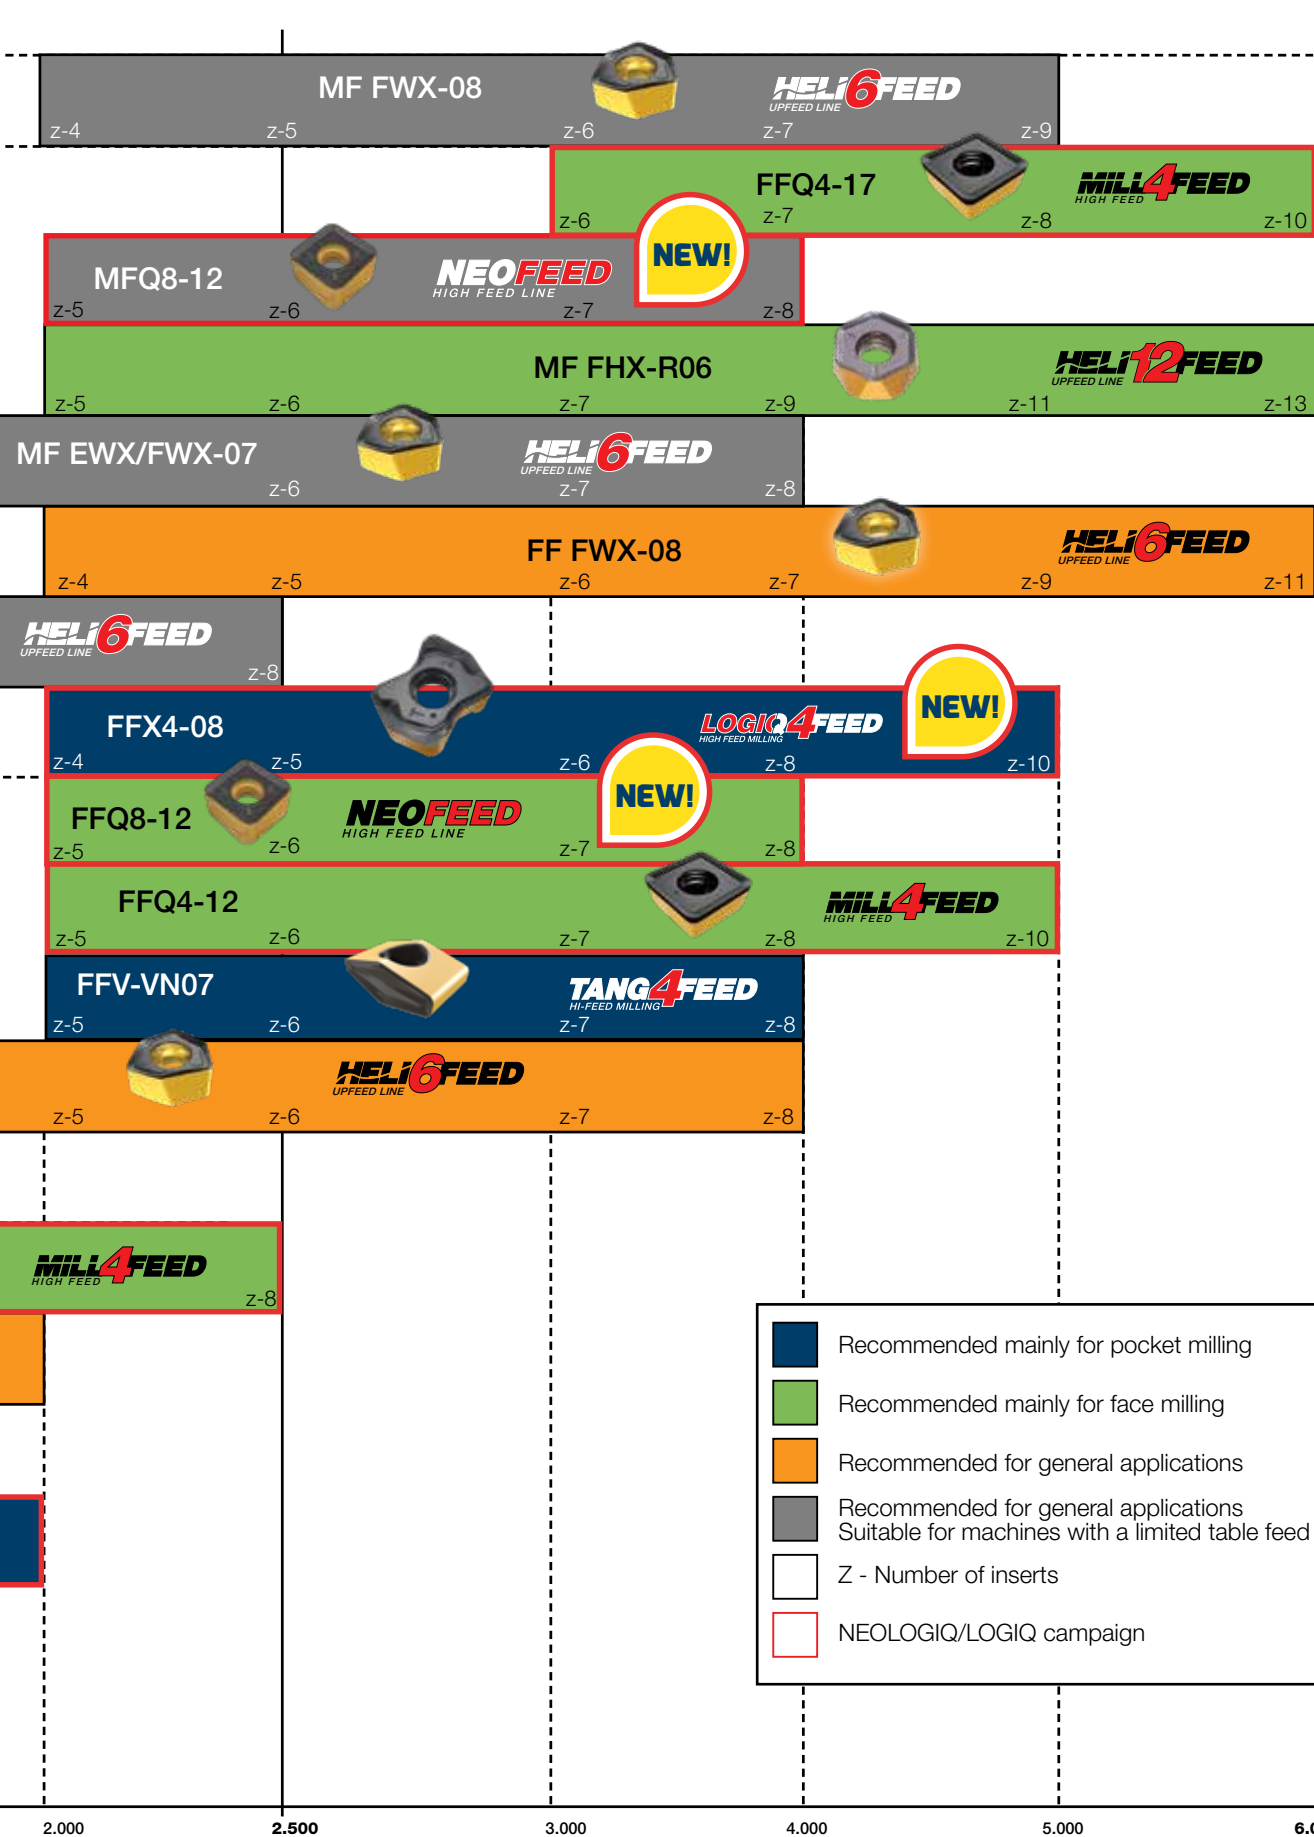 MF FWX-08
HELI6FEED
UPFEED LINE
z-4 z-5 z-6 z-7 z-9
FFQ4-17
MILL4FEED
HIGH FEED
z-6 z-7 z-8 z-10
NEW!
MFQ8-12
NEOFEED
HIGH FEED LINE
z-5 z-6 z-7 z-8
MF FHX-R06
HELI12FEED
UPFEED LINE
z-5 z-6 z-7 z-9 z-11 z-13
MF EWX/FWX-07
HELI6FEED
UPFEED LINE
z-6 z-7 z-8
FF FWX-08
HELI6FEED
UPFEED LINE
z-4 z-5 z-6 z-7 z-9 z-11
HELI6FEED
UPFEED LINE
z-8
FFX4-08
LOGIQ4FEED
HIGH FEED MILLING
NEW!
z-4 z-5 z-6 z-8 z-10
FFQ8-12
NEOFEED
HIGH FEED LINE
NEW!
z-5 z-6 z-7 z-8
FFQ4-12
MILL4FEED
HIGH FEED
z-5 z-6 z-7 z-8 z-10
FFV-VN07
TANG4FEED
HI-FEED MILLING
z-5 z-6 z-7 z-8
HELI6FEED
UPFEED LINE
z-5 z-6 z-7 z-8
MILL4FEED
HIGH FEED
z-8
Recommended mainly for pocket milling
Recommended mainly for face milling
Recommended for general applications
Recommended for general applications
Suitable for machines with a limited table feed
Z - Number of inserts
NEOLOGIQ/LOGIQ campaign
2.000 2.500 3.000 4.000 5.000